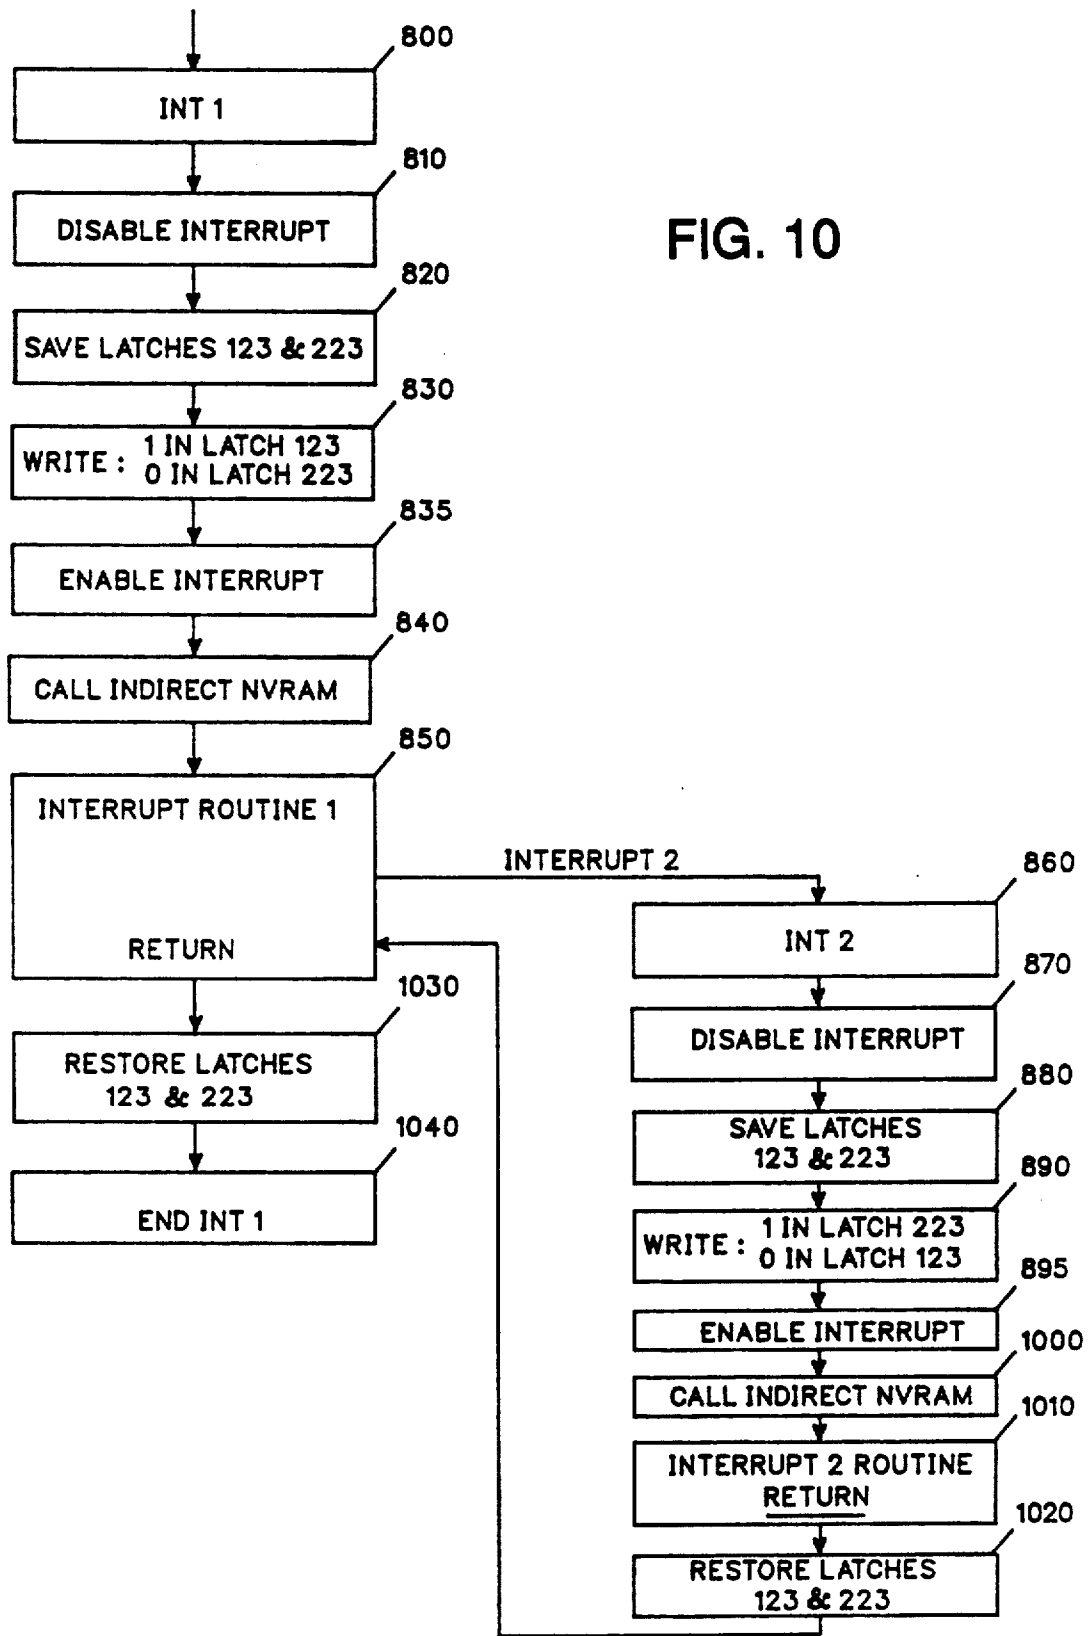 800
INT 1
810
DISABLE INTERRUPT
FIG. 10
820
SAVE LATCHES 123 & 223
830
WRITE : 1 IN LATCH 123
0 IN LATCH 223
835
ENABLE INTERRUPT
840
CALL INDIRECT NVRAM
850
INTERRUPT ROUTINE 1
RETURN
1030
RESTORE LATCHES
123 & 223
1040
END INT 1
INTERRUPT 2
860
INT 2
870
DISABLE INTERRUPT
880
SAVE LATCHES
123 & 223
890
WRITE : 1 IN LATCH 223
0 IN LATCH 123
895
ENABLE INTERRUPT
1000
CALL INDIRECT NVRAM
1010
INTERRUPT 2 ROUTINE
RETURN
1020
RESTORE LATCHES
123 & 223